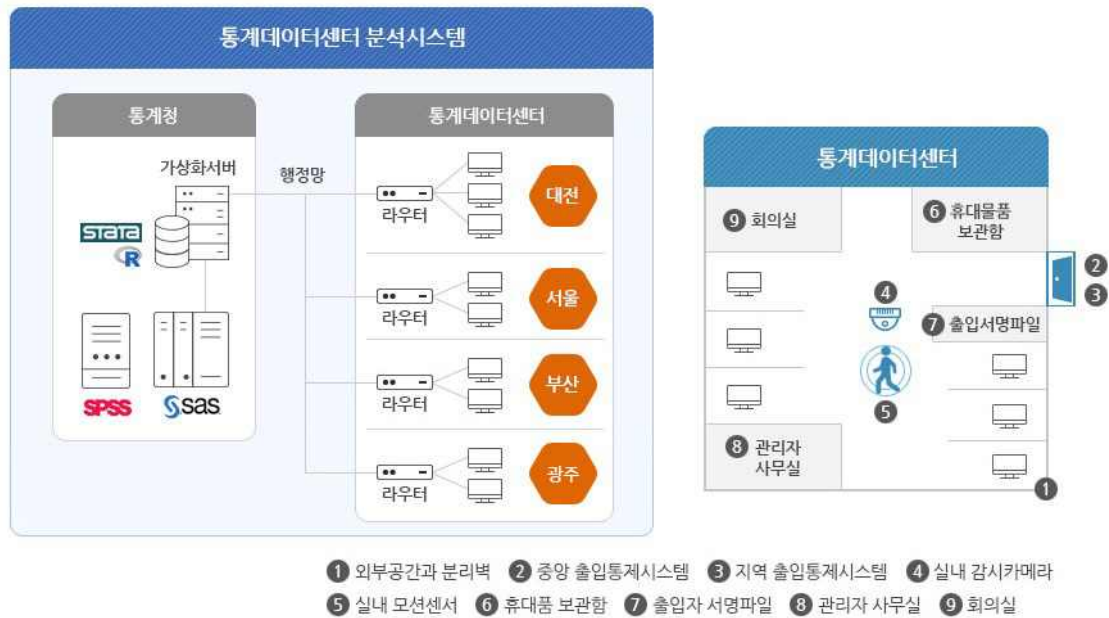 통계데이터센터 분석시스템
통계청
가상화서버
STATA
R
SPSS
sas
행정망
통계데이터센터
라우터
대전
라우터
서울
라우터
부산
라우터
광주
통계데이터센터
9 회의실
6 휴대물품
보관함
2
3
4
7 출입서명파일
5
8 관리자
사무실
1
1 외부공간과 분리벽 2 중앙 출입통제시스템 3 지역 출입통제시스템 4 실내 감시카메라
5 실내 모션센서 6 휴대품 보관함 7 출입자 서명파일 8 관리자 사무실 9 회의실